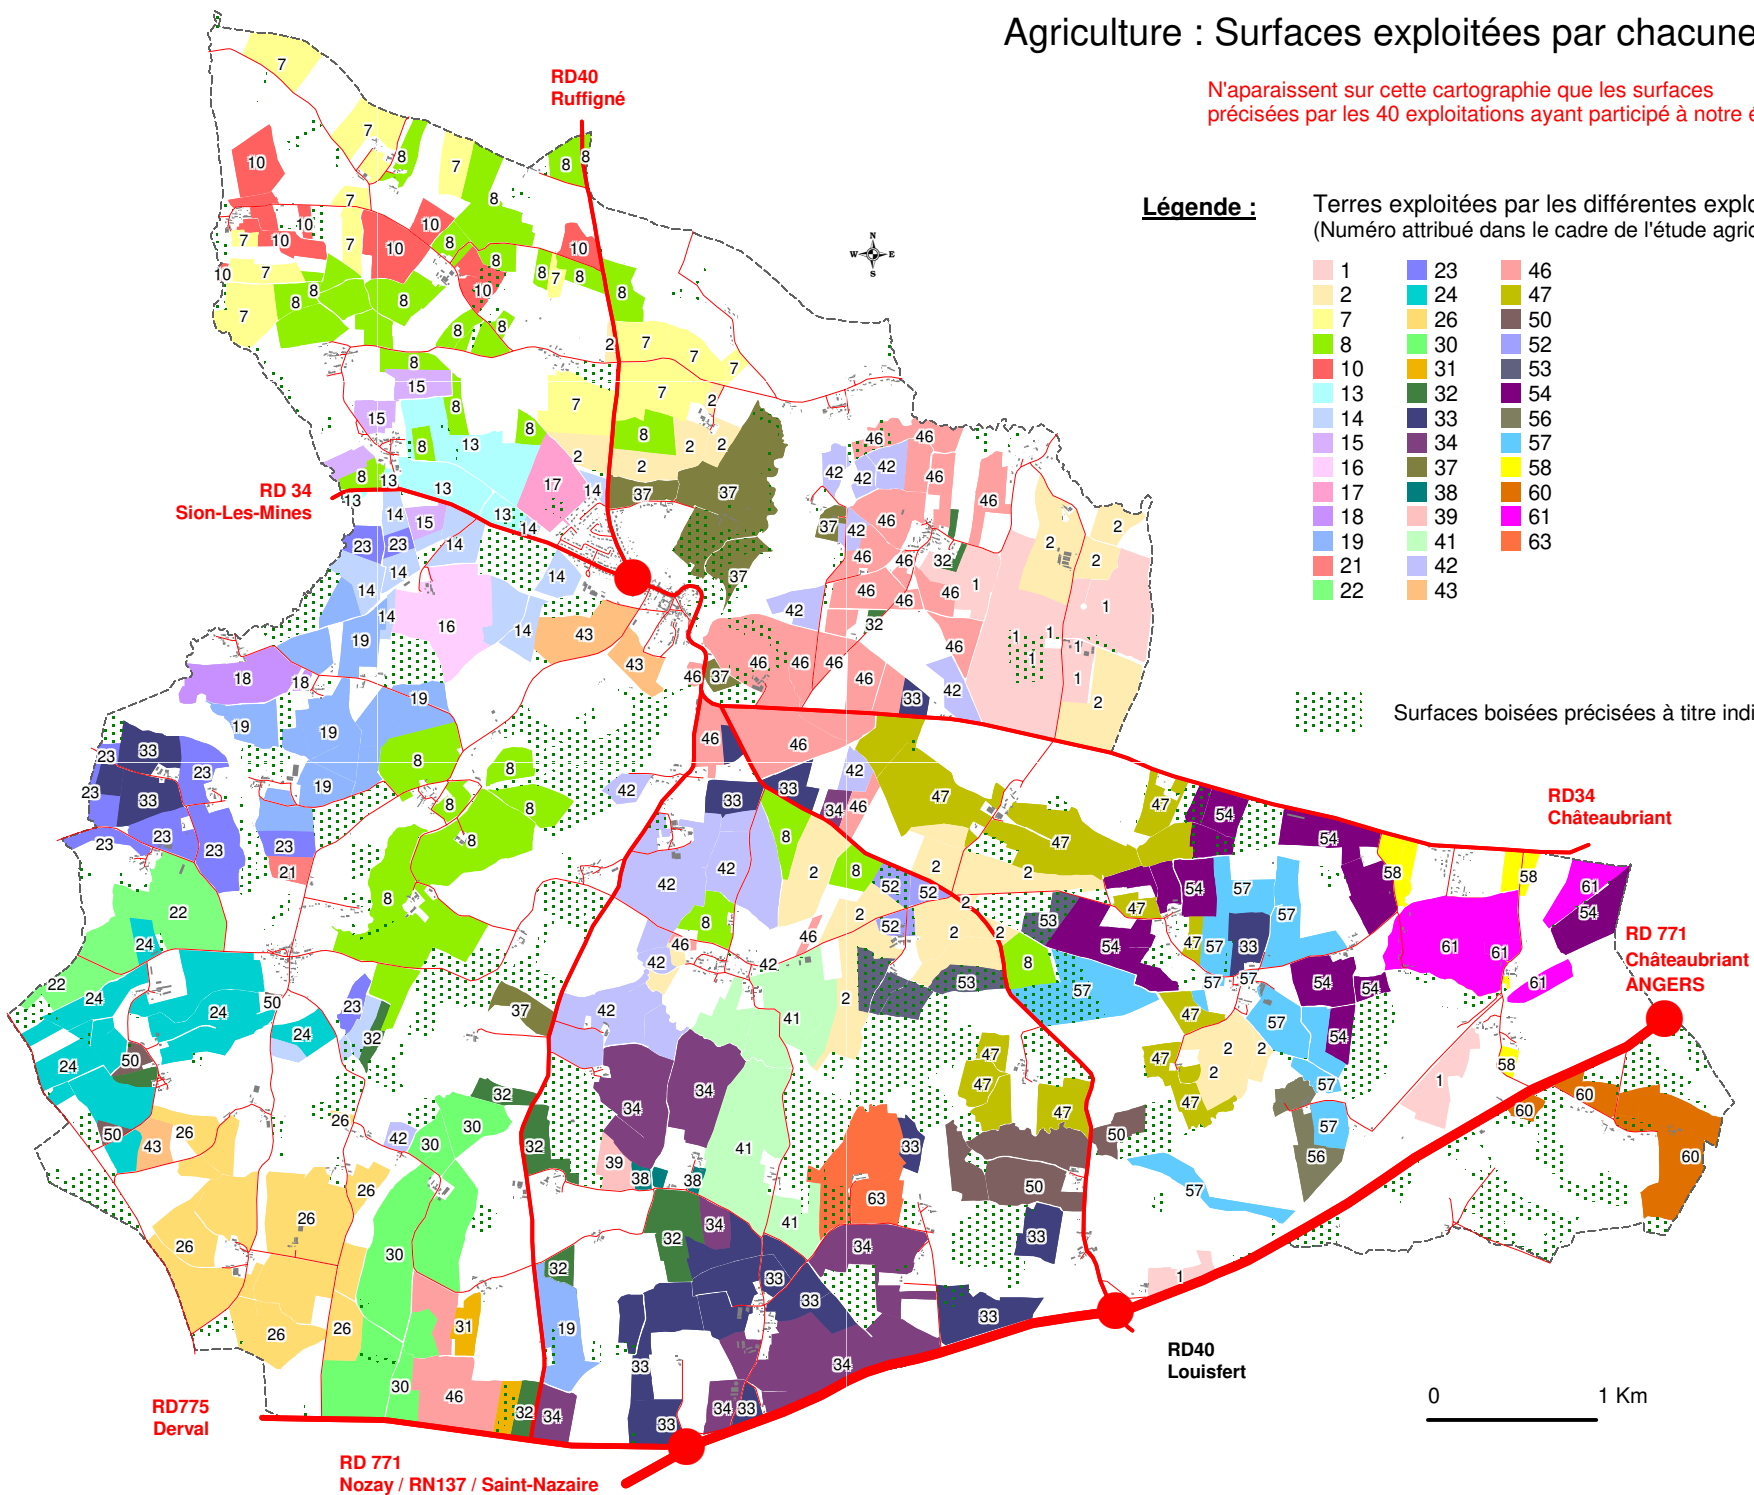 Agriculture : Surfaces exploitées par chacune
N'aparaissent sur cette cartographie que les surfaces
précisées par les 40 exploitations ayant participé à notre é
Légende :
Terres exploitées par les différentes explo
(Numéro attribué dans le cadre de l'étude agric
1 23 46
2 24 47
7 26 50
8 30 52
10 31 53
13 32 54
14 33 56
15 34 57
16 37 58
17 38 60
18 39 61
19 41 63
21 42
22 43
Surfaces boisées précisées à titre indi
RD40
Ruffigné
N
W E
S
RD 34
Sion-Les-Mines
RD34
Châteaubriant
RD 771
Châteaubriant
ANGERS
RD40
Louisfert
0 1 Km
RD775
Derval
RD 771
Nozay / RN137 / Saint-Nazaire